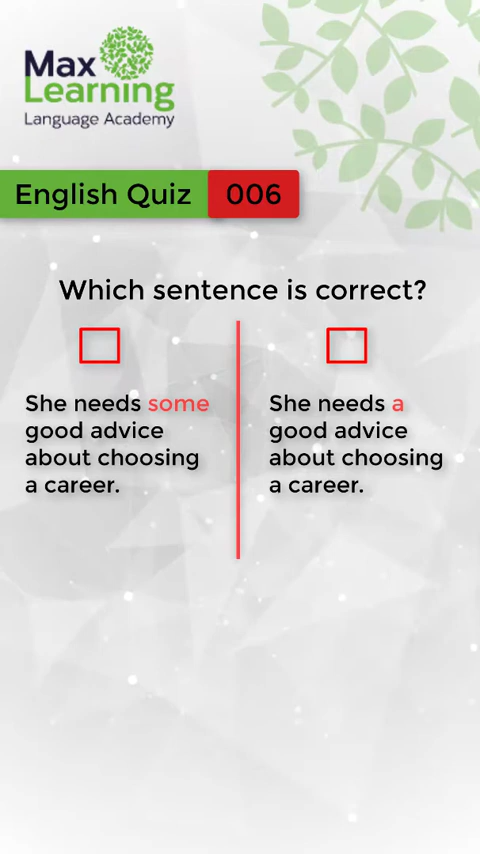 Max
Learning
Language Academy
English Quiz 006
Which sentence is correct?
She needs some
good advice
about choosing
a career.
She needs a
good advice
about choosing
a career.